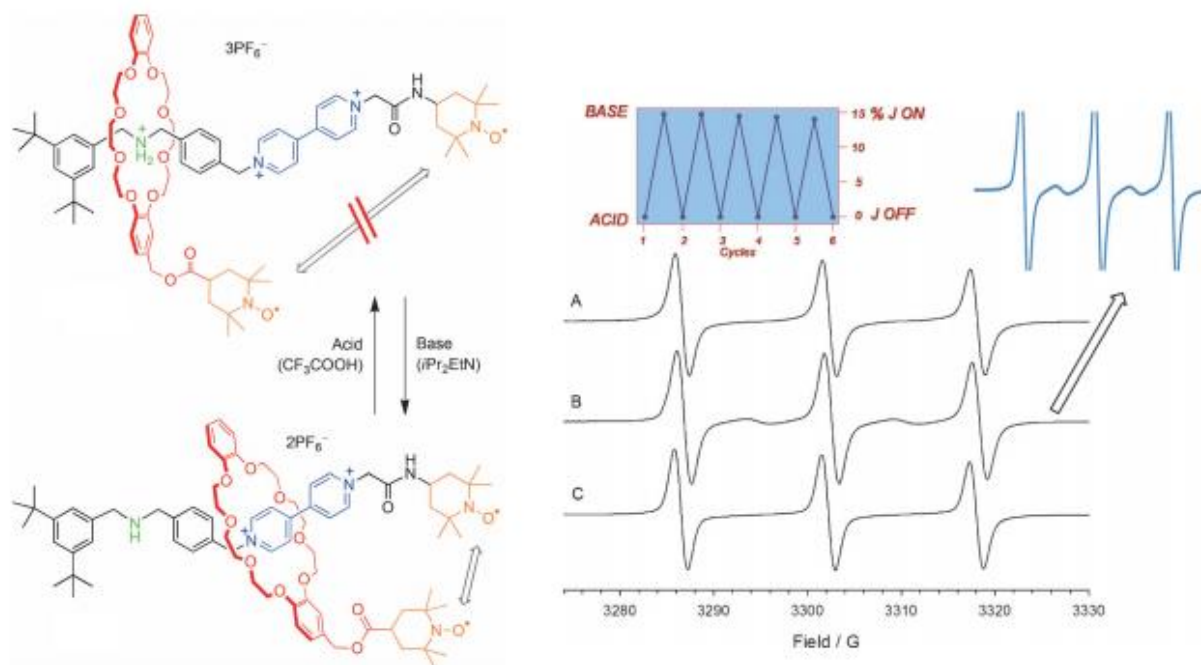 3PF₆⁻
O
O
O
O
O
O
O
O
N⁺
H₂
N⁺
N⁺
O
H
N
N
O•
O
O
N
O•
Acid
(CF₃COOH)
Base
(iPr₂EtN)
2PF₆⁻
O
O
O
O
O
O
O
O
N
H
N⁺
N⁺
O
H
N
N
O•
O
O
N
O•
BASE
ACID
15 % J ON
10
5
0 J OFF
1 2 3 4 5 6
Cycles
A
B
C
3280 3290 3300 3310 3320 3330
Field / G